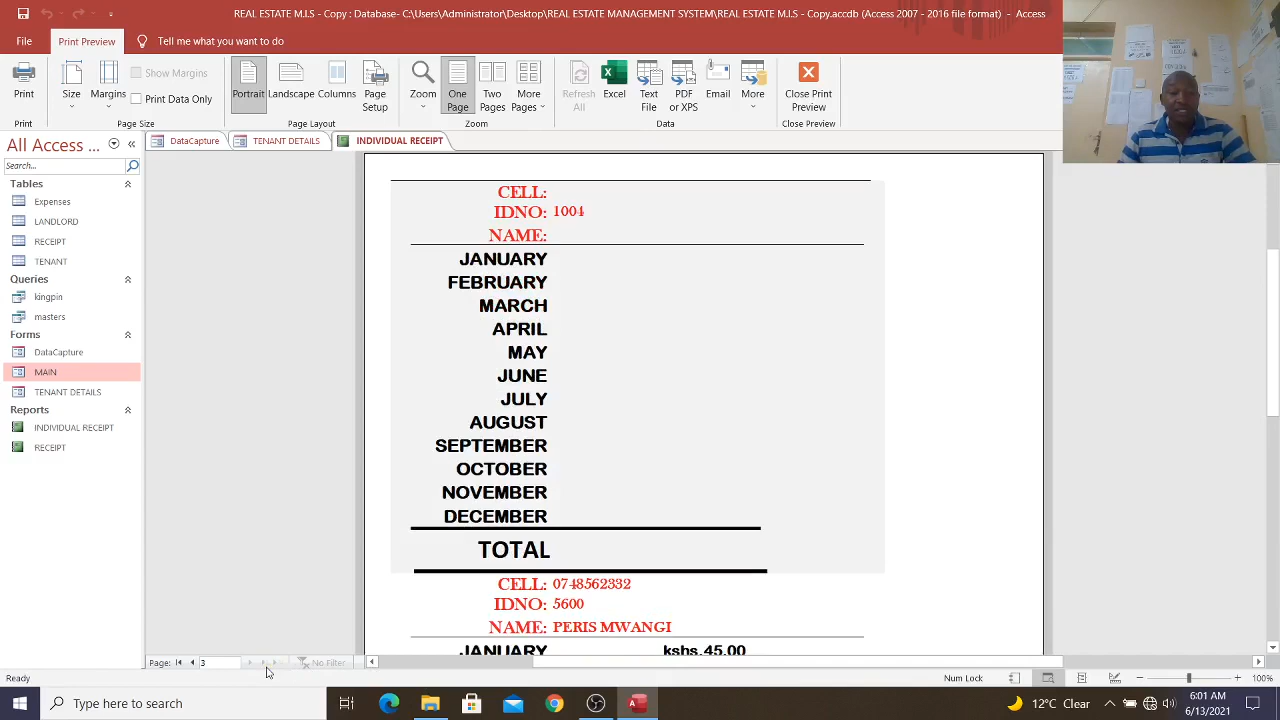 REAL ESTATE M.I.S - Copy : Database- C:\Users\Administrator\Desktop\REAL ESTATE MANAGEMENT SYSTEM\REAL ESTATE M.I.S - Copy.accdb (Access 2007 - 2016 file format) - Access
File
Print Preview
Tell me what you want to do
Print
Size
Margins
Show Margins
Print Data Only
Portrait
Landscape
Columns
Page Setup
Zoom
One Page
Two Pages
More Pages
Refresh All
Excel
Text File
PDF or XPS
Email
More
Close Print Preview
Print
Page Size
Page Layout
Zoom
Data
Close Preview
All Access ...
Search...
Tables
Expenses
LANDLORD
RECEIPT
TENANT
Queries
kingpin
masters
Forms
DataCapture
MAIN
TENANT DETAILS
Reports
INDIVIDUAL RECEIPT
RECEIPT
DataCapture
TENANT DETAILS
INDIVIDUAL RECEIPT
CELL:
IDNO: 1004
NAME:
JANUARY
FEBRUARY
MARCH
APRIL
MAY
JUNE
JULY
AUGUST
SEPTEMBER
OCTOBER
NOVEMBER
DECEMBER
TOTAL
CELL: 0748562332
IDNO: 5600
NAME: PERIS MWANGI
JANUARY kshs.45.00
Page: 3
No Filter
Ready
Num Lock
100%
Type here to search
12°C Clear
6:01 AM
6/13/2021